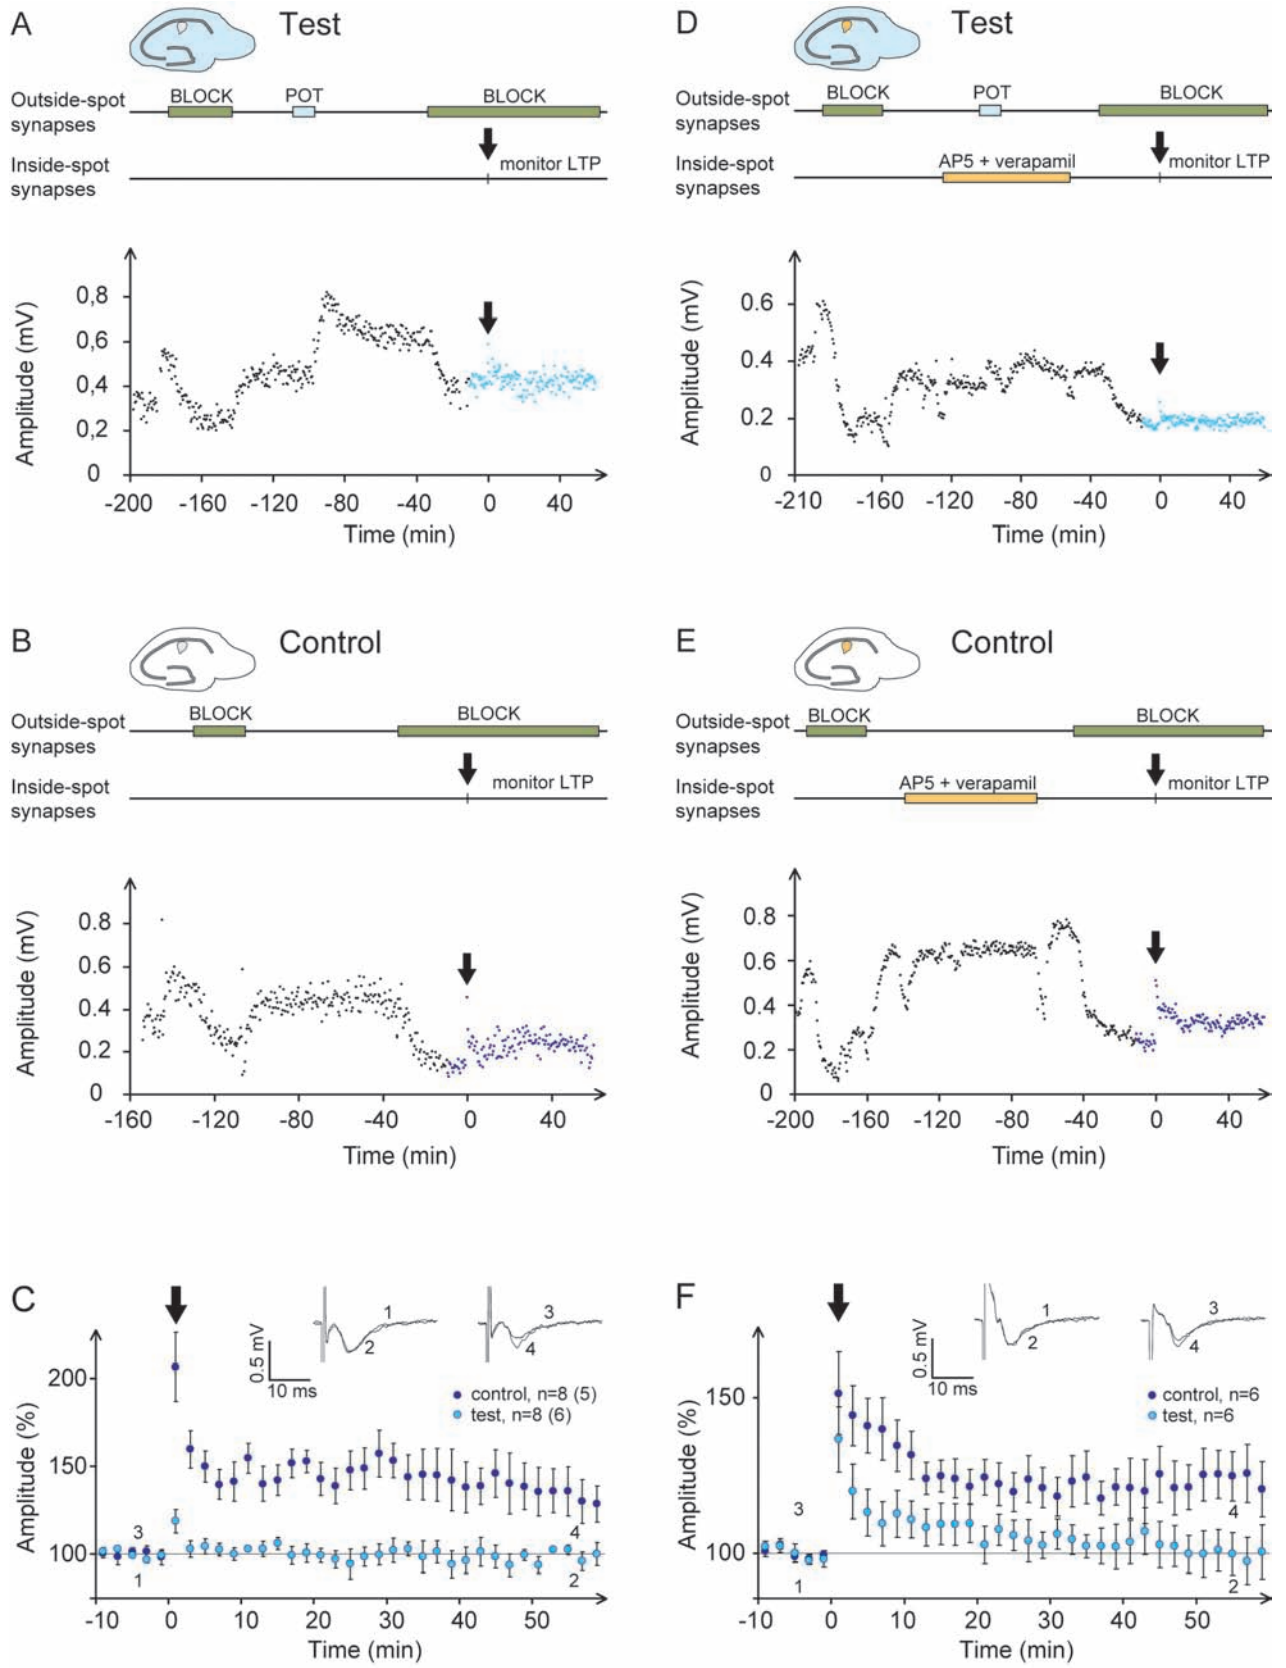 A
Test
Outside-spot synapses
BLOCK
POT
BLOCK
Inside-spot synapses
monitor LTP
Amplitude (mV)
0,8
0,6
0,4
0,2
0
-200 -160 -120 -80 -40 0 40
Time (min)
B
Control
Outside-spot synapses
BLOCK
BLOCK
Inside-spot synapses
monitor LTP
Amplitude (mV)
0.8
0.6
0.4
0.2
0
-160 -120 -80 -40 0 40
Time (min)
C
1
2
3
4
0.5 mV
10 ms
control, n=8 (5)
test, n=8 (6)
Amplitude (%)
200
150
100
3
1
4
2
-10 0 10 20 30 40 50
Time (min)
D
Test
Outside-spot synapses
BLOCK
POT
BLOCK
Inside-spot synapses
AP5 + verapamil
monitor LTP
Amplitude (mV)
0.6
0.4
0.2
0
-210 -160 -120 -80 -40 0 40
Time (min)
E
Control
Outside-spot synapses
BLOCK
BLOCK
Inside-spot synapses
AP5 + verapamil
monitor LTP
Amplitude (mV)
0.8
0.6
0.4
0.2
0
-200 -160 -120 -80 -40 0 40
Time (min)
F
1
2
3
4
0.5 mV
10 ms
control, n=6
test, n=6
Amplitude (%)
150
100
3
1
4
2
-10 0 10 20 30 40 50
Time (min)